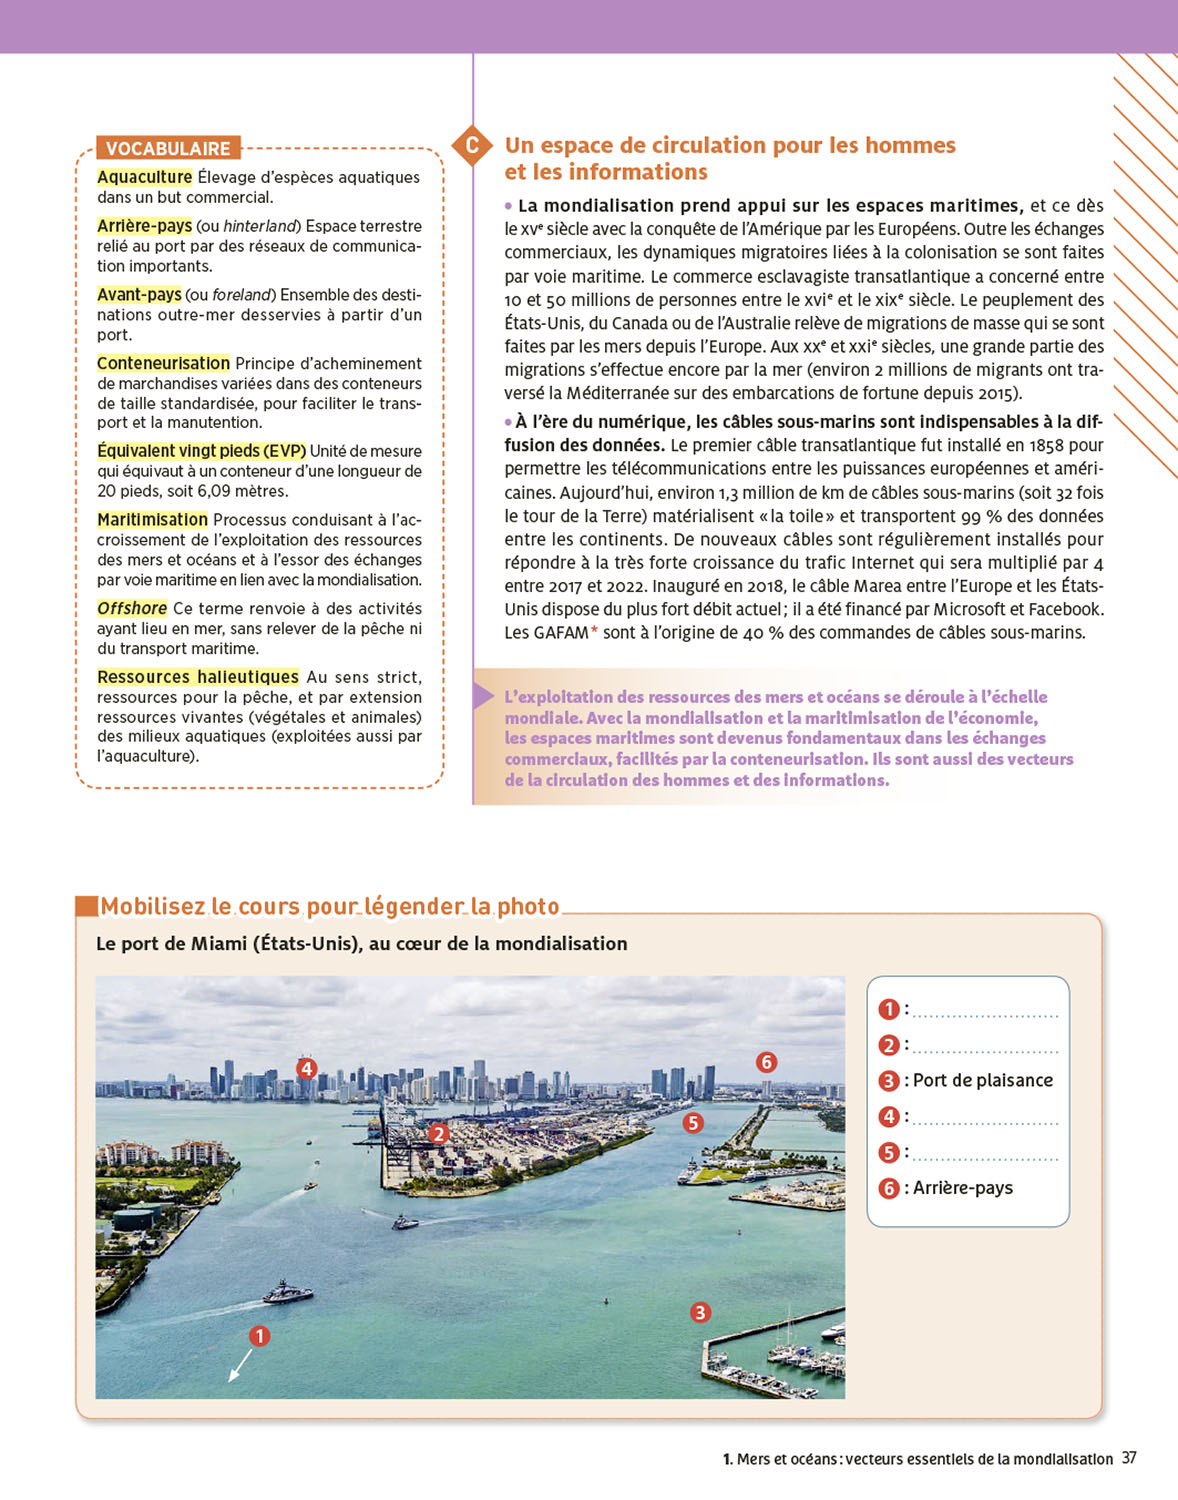 VOCABULAIRE
Aquaculture Élevage d'espèces aquatiques
dans un but commercial.
Arrière-pays (ou hinterland) Espace terrestre
relié au port par des réseaux de communica-
tion importants.
Avant-pays (ou foreland) Ensemble des desti-
nations outre-mer desservies à partir d'un
port.
Conteneurisation Principe d'acheminement
de marchandises variées dans des conteneurs
de taille standardisée, pour faciliter le trans-
port et la manutention.
Équivalent vingt pieds (EVP) Unité de mesure
qui équivaut à un conteneur d'une longueur de
20 pieds, soit 6,09 mètres.
Maritimisation Processus conduisant à l'ac-
croissement de l'exploitation des ressources
des mers et océans et à l'essor des échanges
par voie maritime en lien avec la mondialisation.
Offshore Ce terme renvoie à des activités
ayant lieu en mer, sans relever de la pêche ni
du transport maritime.
Ressources halieutiques Au sens strict,
ressources pour la pêche, et par extension
ressources vivantes (végétales et animales)
des milieux aquatiques (exploitées aussi par
l'aquaculture).
C Un espace de circulation pour les hommes
et les informations
• La mondialisation prend appui sur les espaces maritimes, et ce dès
le XVe siècle avec la conquête de l'Amérique par les Européens. Outre les échanges
commerciaux, les dynamiques migratoires liées à la colonisation se sont faites
par voie maritime. Le commerce esclavagiste transatlantique a concerné entre
10 et 50 millions de personnes entre le XVIe et le XIXe siècle. Le peuplement des
États-Unis, du Canada ou de l'Australie relève de migrations de masse qui se sont
faites par les mers depuis l'Europe. Aux XXe et XXIe siècles, une grande partie des
migrations s'effectue encore par la mer (environ 2 millions de migrants ont tra-
versé la Méditerranée sur des embarcations de fortune depuis 2015).
• À l'ère du numérique, les câbles sous-marins sont indispensables à la dif-
fusion des données. Le premier câble transatlantique fut installé en 1858 pour
permettre les télécommunications entre les puissances européennes et améri-
caines. Aujourd'hui, environ 1,3 million de km de câbles sous-marins (soit 32 fois
le tour de la Terre) matérialisent « la toile » et transportent 99 % des données
entre les continents. De nouveaux câbles sont régulièrement installés pour
répondre à la très forte croissance du trafic Internet qui sera multiplié par 4
entre 2017 et 2022. Inauguré en 2018, le câble Marea entre l'Europe et les États-
Unis dispose du plus fort débit actuel ; il a été financé par Microsoft et Facebook.
Les GAFAM* sont à l'origine de 40 % des commandes de câbles sous-marins.
L'exploitation des ressources des mers et océans se déroule à l'échelle
mondiale. Avec la mondialisation et la maritimisation de l'économie,
les espaces maritimes sont devenus fondamentaux dans les échanges
commerciaux, facilités par la conteneurisation. Ils sont aussi des vecteurs
de la circulation des hommes et des informations.
Mobilisez le cours pour légender la photo
Le port de Miami (États-Unis), au cœur de la mondialisation
4
6
5
2
3
1
1 : ........................
2 : ........................
3 : Port de plaisance
4 : ........................
5 : ........................
6 : Arrière-pays
1. Mers et océans : vecteurs essentiels de la mondialisation 37